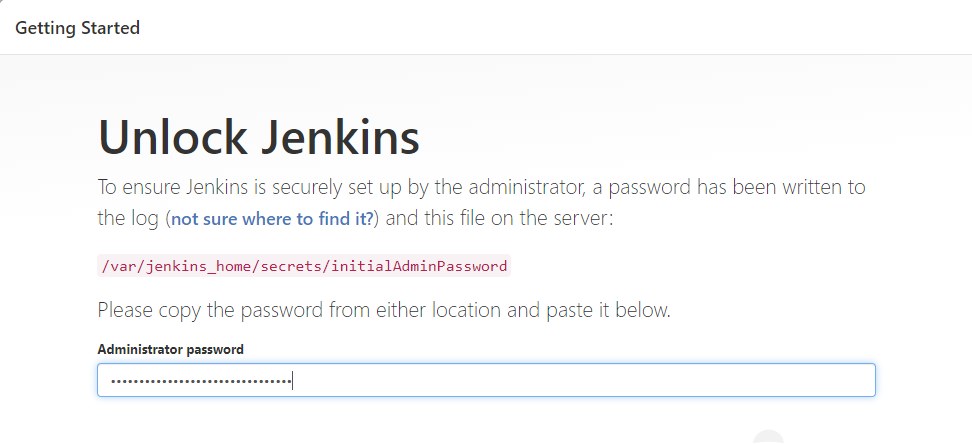 Getting Started
Unlock Jenkins
To ensure Jenkins is securely set up by the administrator, a password has been written to
the log (not sure where to find it?) and this file on the server:
/var/jenkins_home/secrets/initialAdminPassword
Please copy the password from either location and paste it below.
Administrator password
••••••••••••••••••••••••••••••••